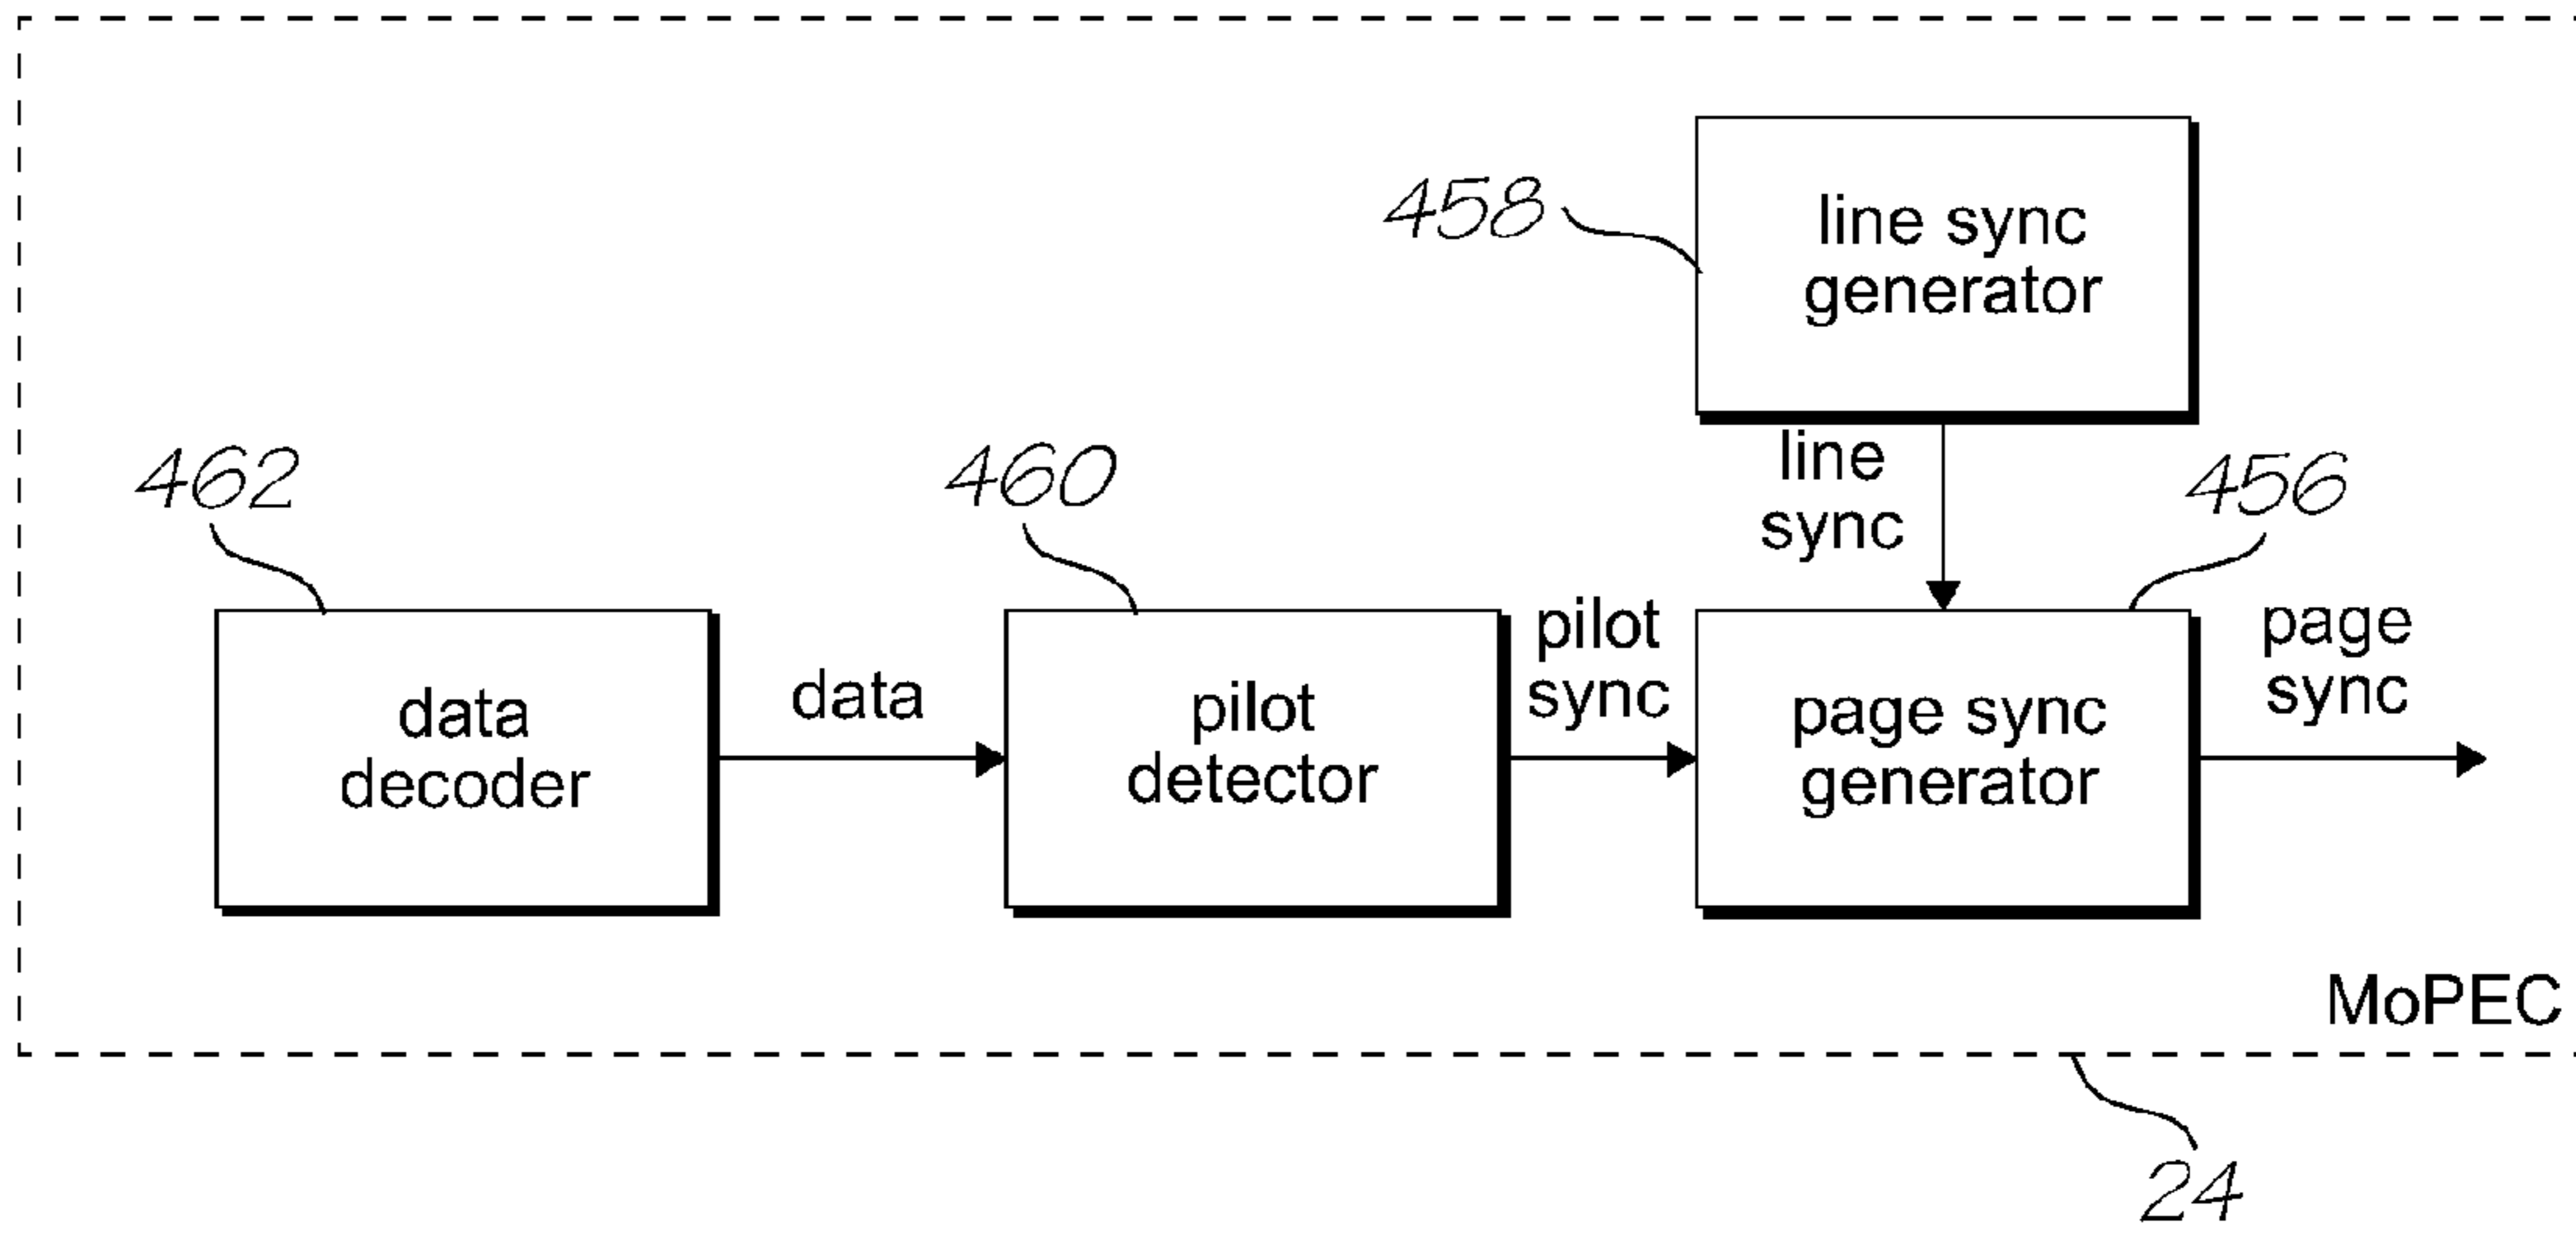 458
line sync
generator
line
sync
462
460
456
data
decoder
data
pilot
detector
pilot
sync
page sync
generator
page
sync
MoPEC
24